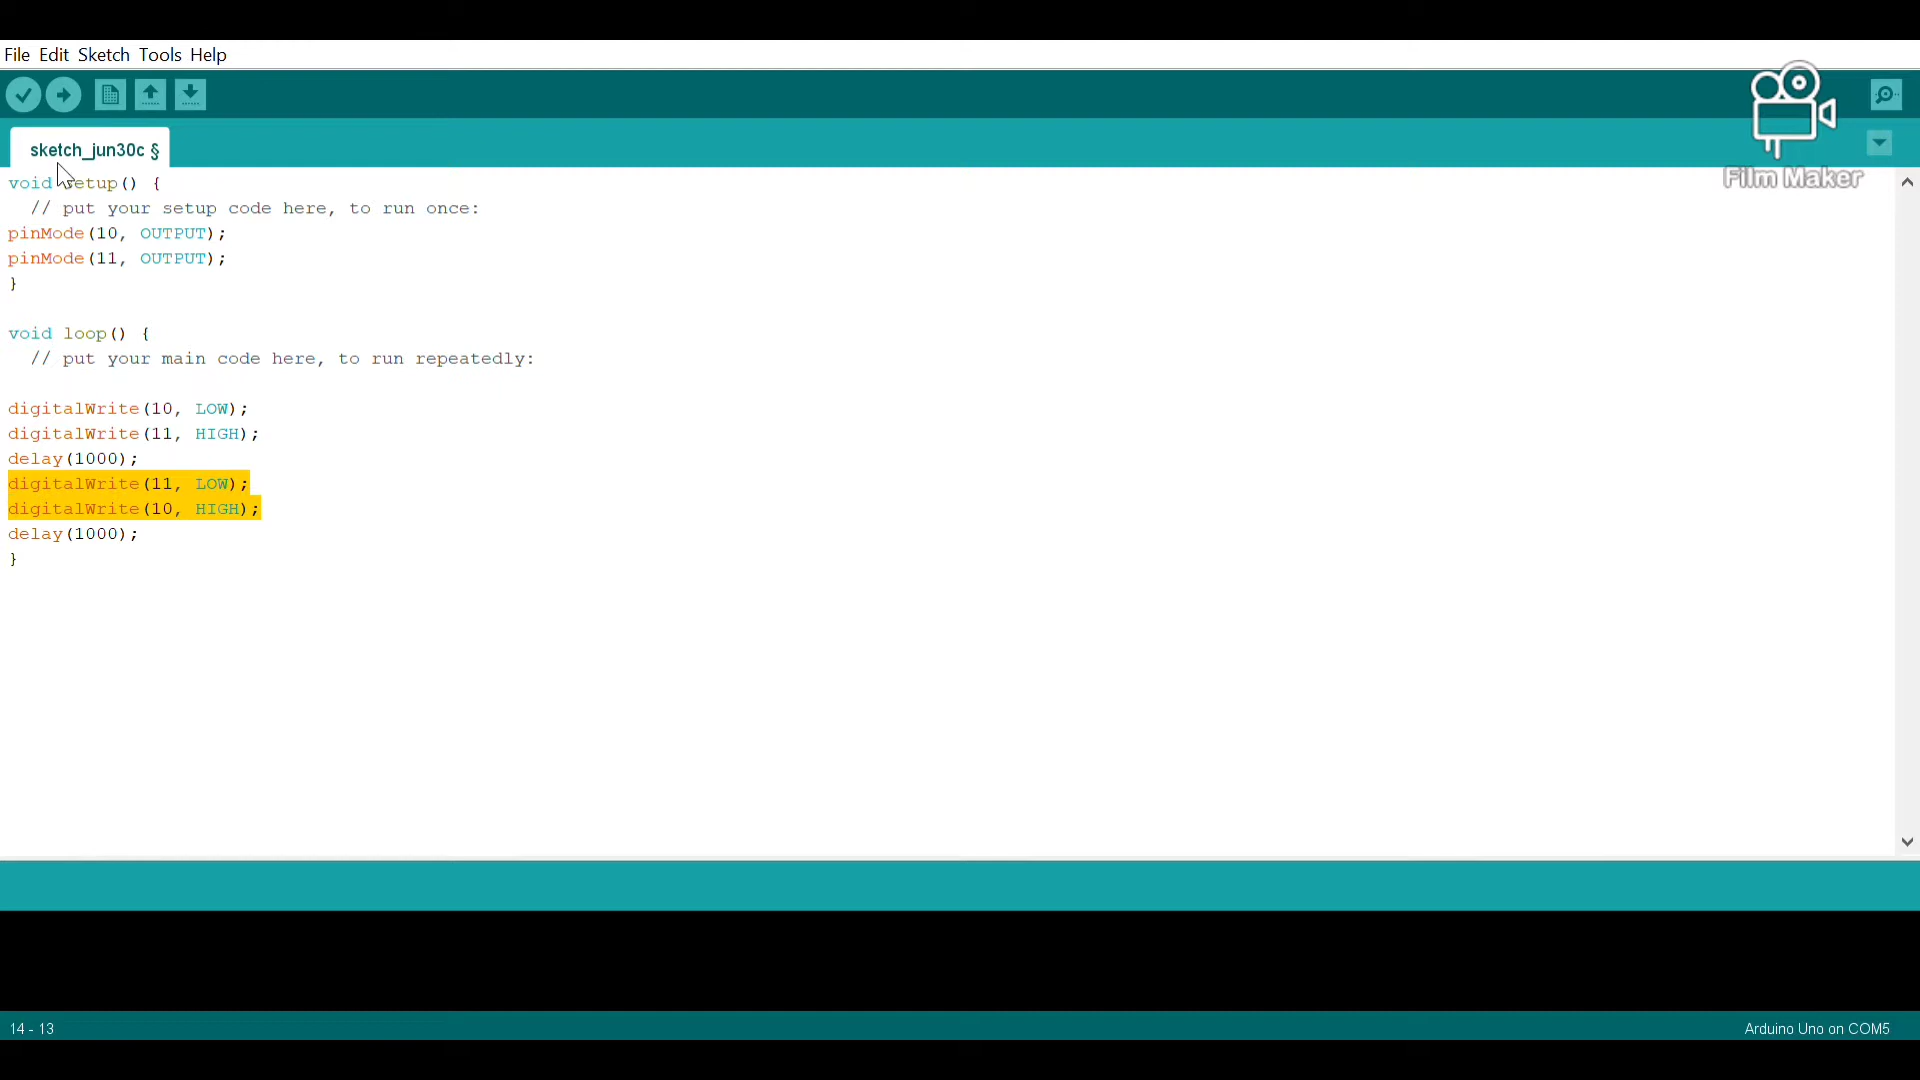 File Edit Sketch Tools Help
sketch_jun30c §
Film Maker
void setup() {
// put your setup code here, to run once:
pinMode(10, OUTPUT);
pinMode(11, OUTPUT);
}
void loop() {
// put your main code here, to run repeatedly:
digitalWrite(10, LOW);
digitalWrite(11, HIGH);
delay(1000);
digitalWrite(11, LOW);
digitalWrite(10, HIGH);
delay(1000);
}
14 - 13
Arduino Uno on COM5